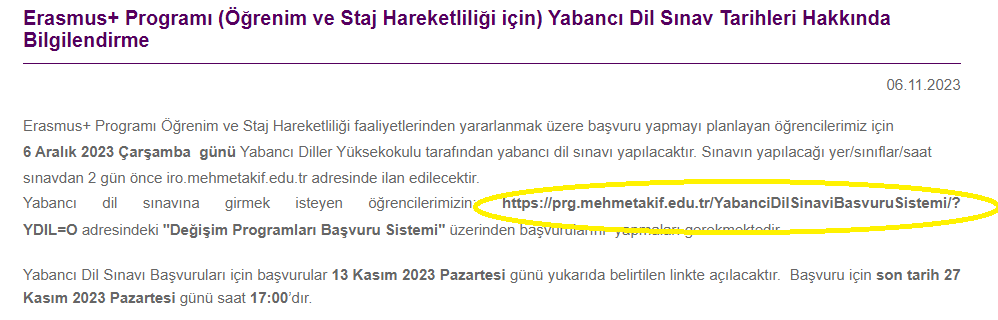 Erasmus+ Programı (Öğrenim ve Staj Hareketliliği için) Yabancı Dil Sınav Tarihleri Hakkında
Bilgilendirme
06.11.2023
Erasmus+ Programı Öğrenim ve Staj Hareketliliği faaliyetlerinden yararlanmak üzere başvuru yapmayı planlayan öğrencilerimiz için
6 Aralık 2023 Çarşamba günü Yabancı Diller Yüksekokulu tarafından yabancı dil sınavı yapılacaktır. Sınavın yapılacağı yer/sınıflar/saat
sınavdan 2 gün önce iro.mehmetakif.edu.tr adresinde ilan edilecektir.
Yabancı dil sınavına girmek isteyen öğrencilerimizin; https://prg.mehmetakif.edu.tr/YabanciDilSinaviBasvuruSistemi/?
YDIL=O adresindeki "Değişim Programları Başvuru Sistemi" üzerinden başvurularını yapmaları gerekmektedir.
Yabancı Dil Sınavı Başvuruları için başvurular 13 Kasım 2023 Pazartesi günü yukarıda belirtilen linkte açılacaktır. Başvuru için son tarih 27
Kasım 2023 Pazartesi günü saat 17:00'dır.